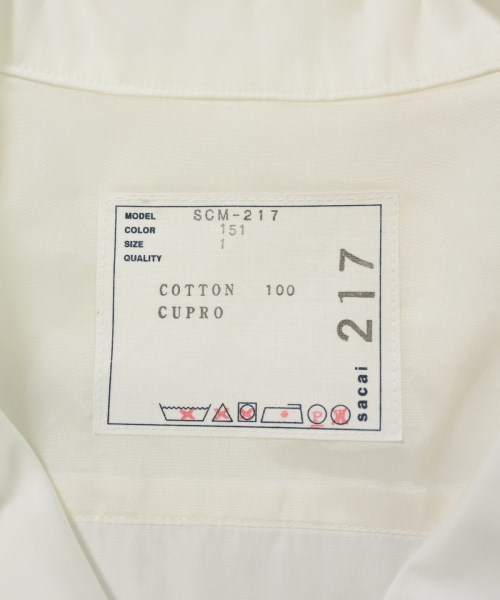 MODEL SCM-217
COLOR 151
SIZE 1
QUALITY
COTTON 100
CUPRO
217
sacai
P
W